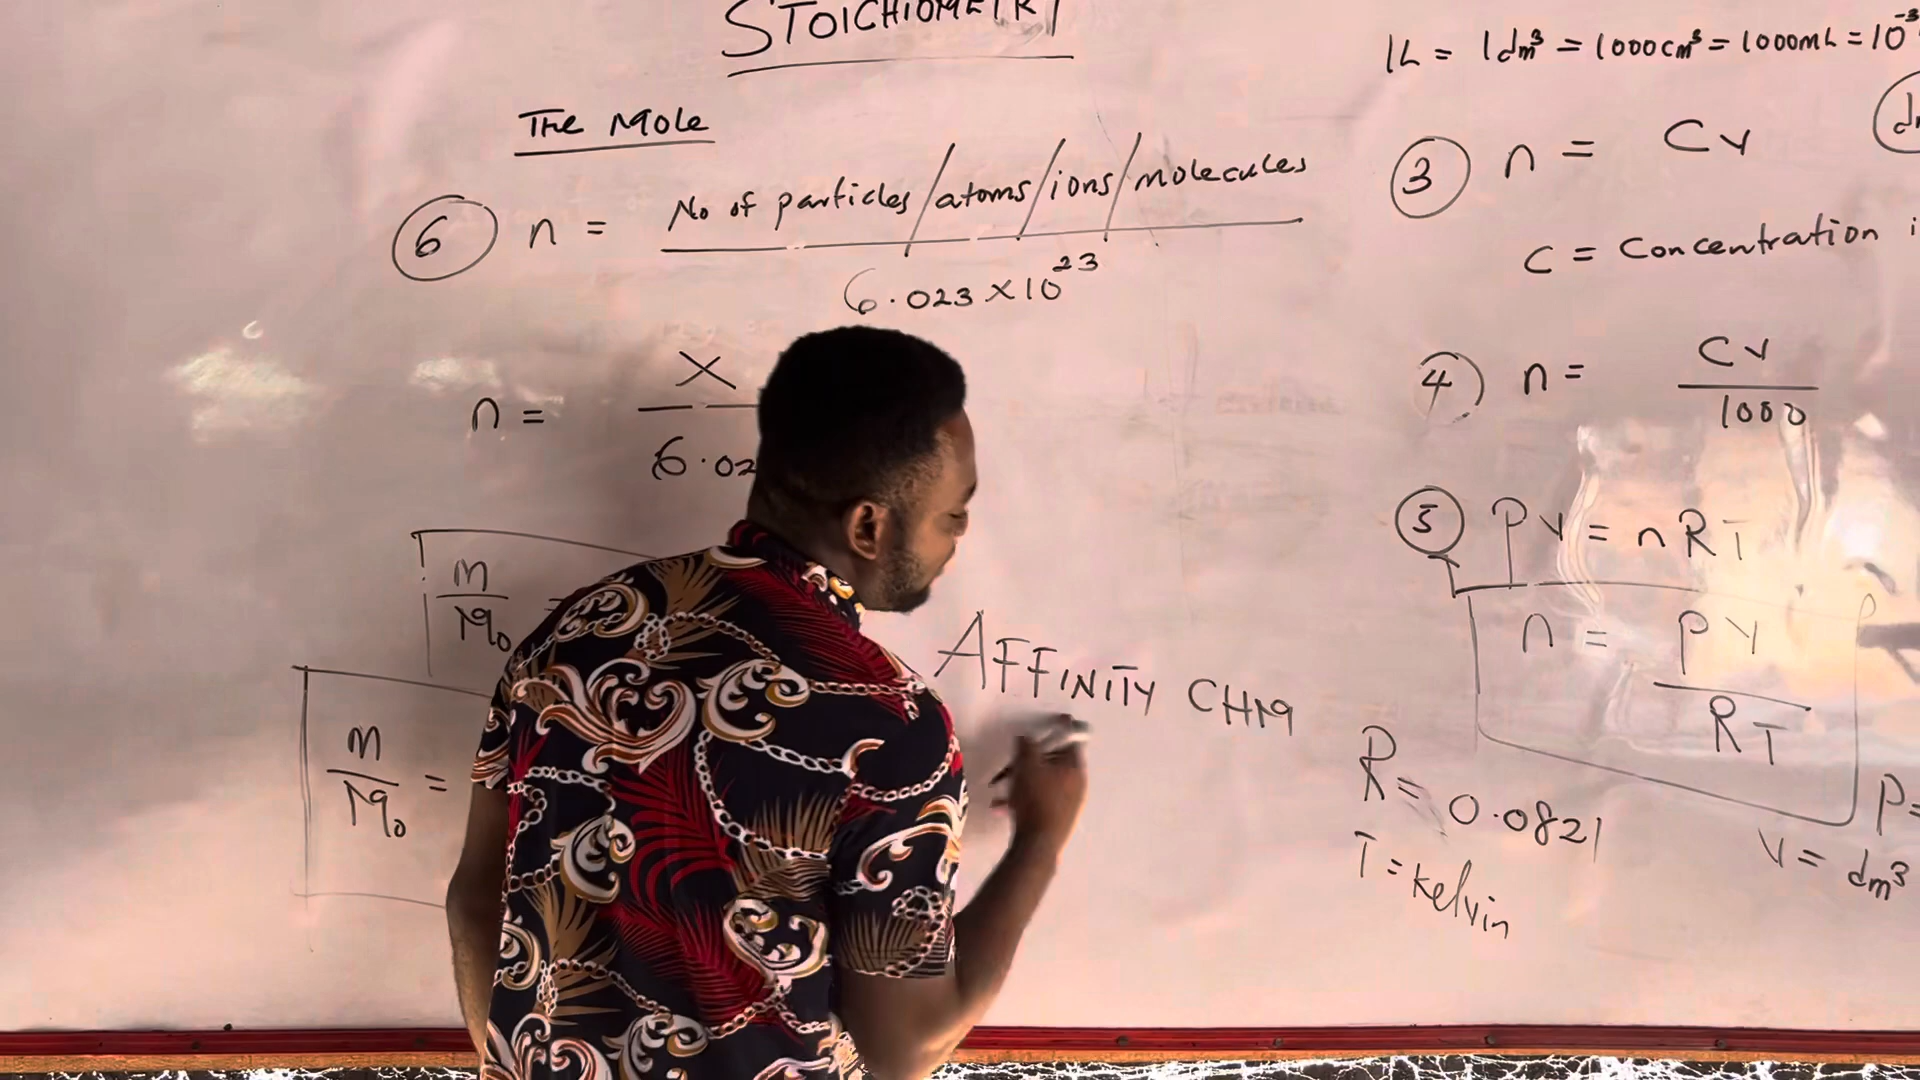 STOICHIOMETRY
The Mole
6 n = No of particles/atoms/ions/molecules
6.023 x 10²³
n = X
6.02
m
M₀ =
m
M₀ =
AFFINITY CHM
1L = 1dm³ = 1000cm³ = 1000mL = 10⁻³
3 n = CV
C = Concentration
4 n = CV
1000
5 PV = nRT
n = PV
RT
R = 0.0821
T = Kelvin
P =
V = dm³